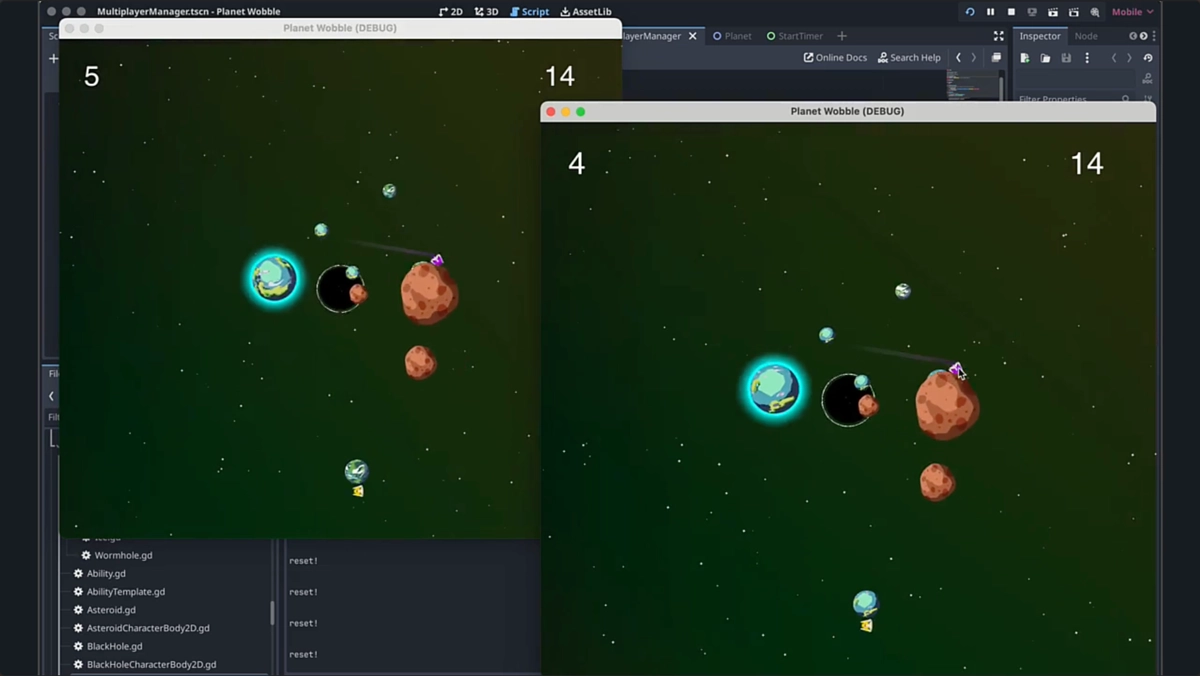 MultiplayerManager.tscn - Planet Wobble
2D 3D Script AssetLib
Mobile
Planet Wobble (DEBUG)
layerManager Planet StartTimer
Inspector Node
Online Docs Search Help
Filter Properties
5 14
Planet Wobble (DEBUG)
4 14
Wormhole.gd
Ability.gd
AbilityTemplate.gd
Asteroid.gd
AsteroidCharacterBody2D.gd
BlackHole.gd
BlackHoleCharacterBody2D.gd
reset!
reset!
reset!
reset!